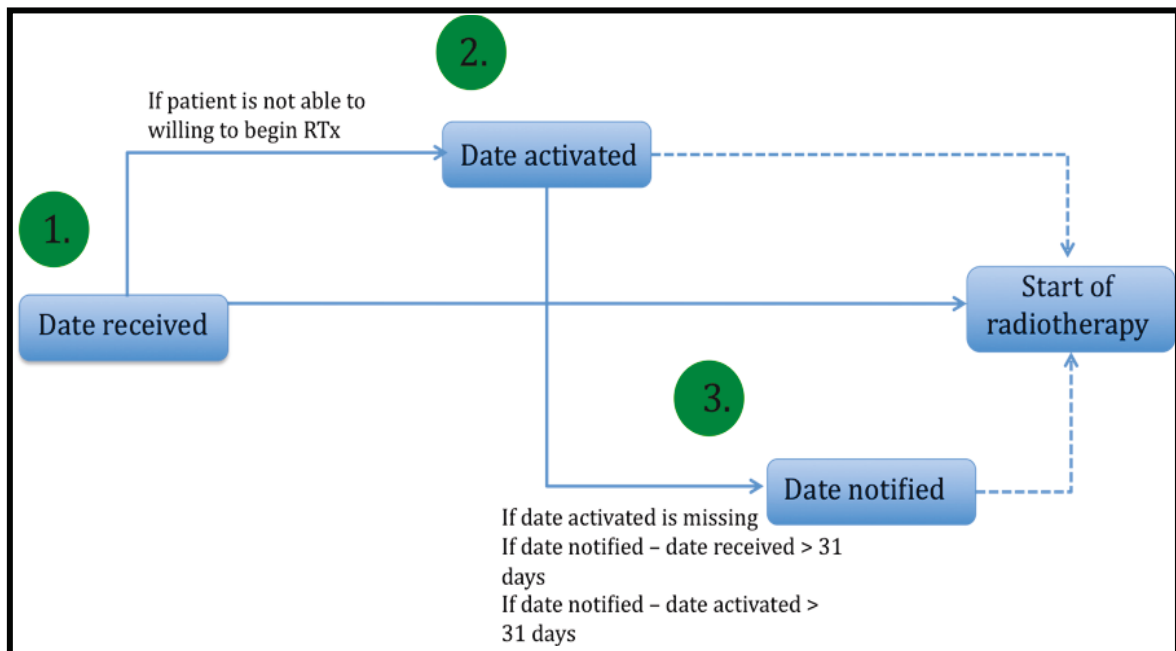 2.
If patient is not able to
willing to begin RTx
Date activated
1.
Date received
Start of
radiotherapy
3.
Date notified
If date activated is missing
If date notified – date received > 31
days
If date notified – date activated >
31 days